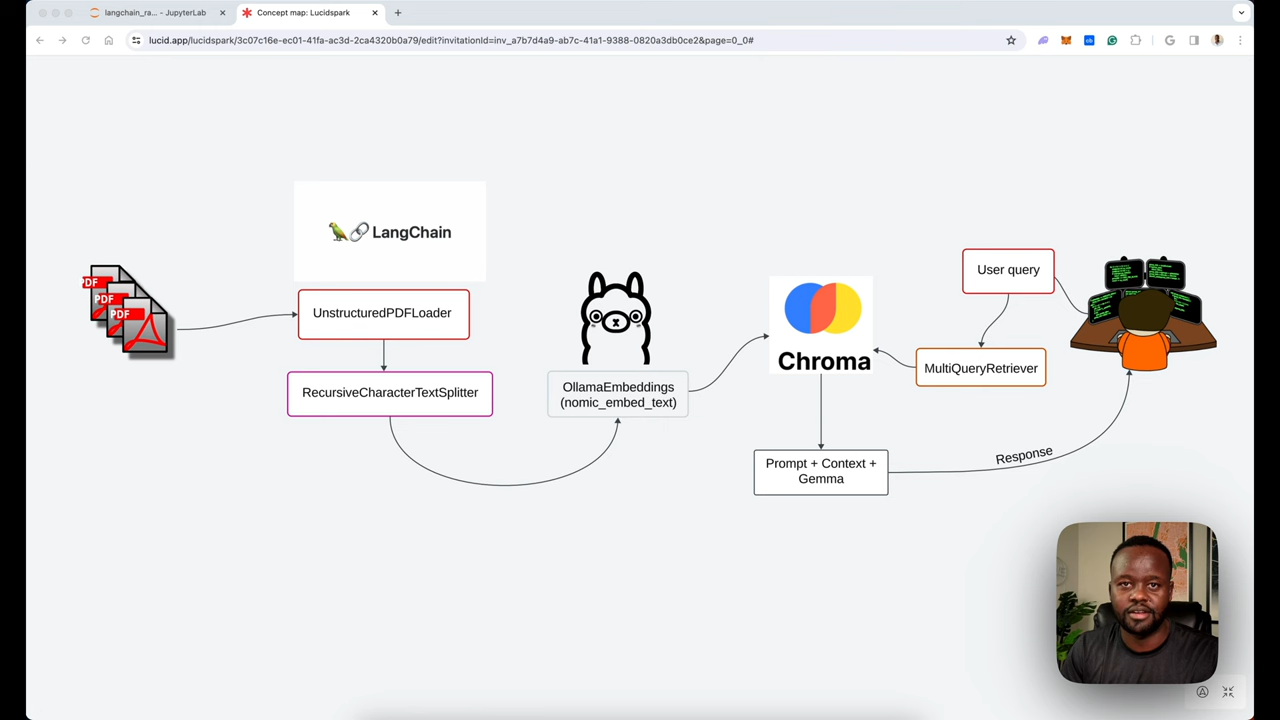 langchain_ra... - JupyterLab
Concept map: Lucidspark
lucid.app/lucidspark/3c07c16e-ec01-41fa-ac3d-2ca4320b0a79/edit?invitationId=inv_a7b7d4a9-ab7c-41a1-9388-0820a3db0ce2&page=0_0#
PDF
PDF
PDF
LangChain
UnstructuredPDFLoader
RecursiveCharacterTextSplitter
OllamaEmbeddings
(nomic_embed_text)
Chroma
User query
MultiQueryRetriever
Prompt + Context +
Gemma
Response